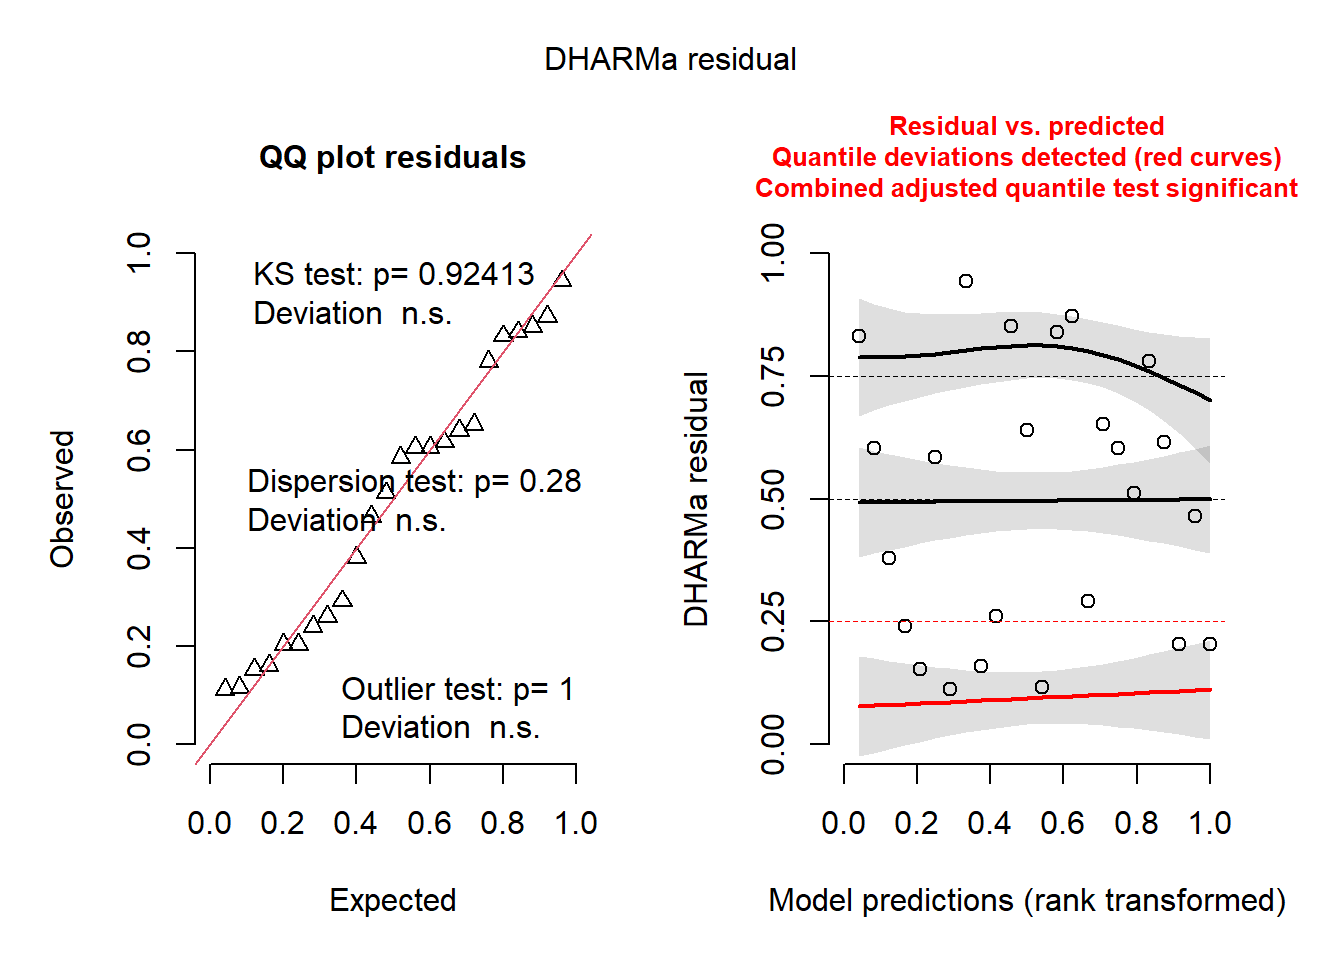 DHARMa residual
QQ plot residuals
KS test: p= 0.92413
Deviation  n.s.
Dispersion test: p= 0.28
Deviation  n.s.
Outlier test: p= 1
Deviation  n.s.
Observed
0.0 0.2 0.4 0.6 0.8 1.0
0.0 0.2 0.4 0.6 0.8 1.0
Expected
Residual vs. predicted
Quantile deviations detected (red curves)
Combined adjusted quantile test significant
DHARMa residual
0.00 0.25 0.50 0.75 1.00
0.0 0.2 0.4 0.6 0.8 1.0
Model predictions (rank transformed)